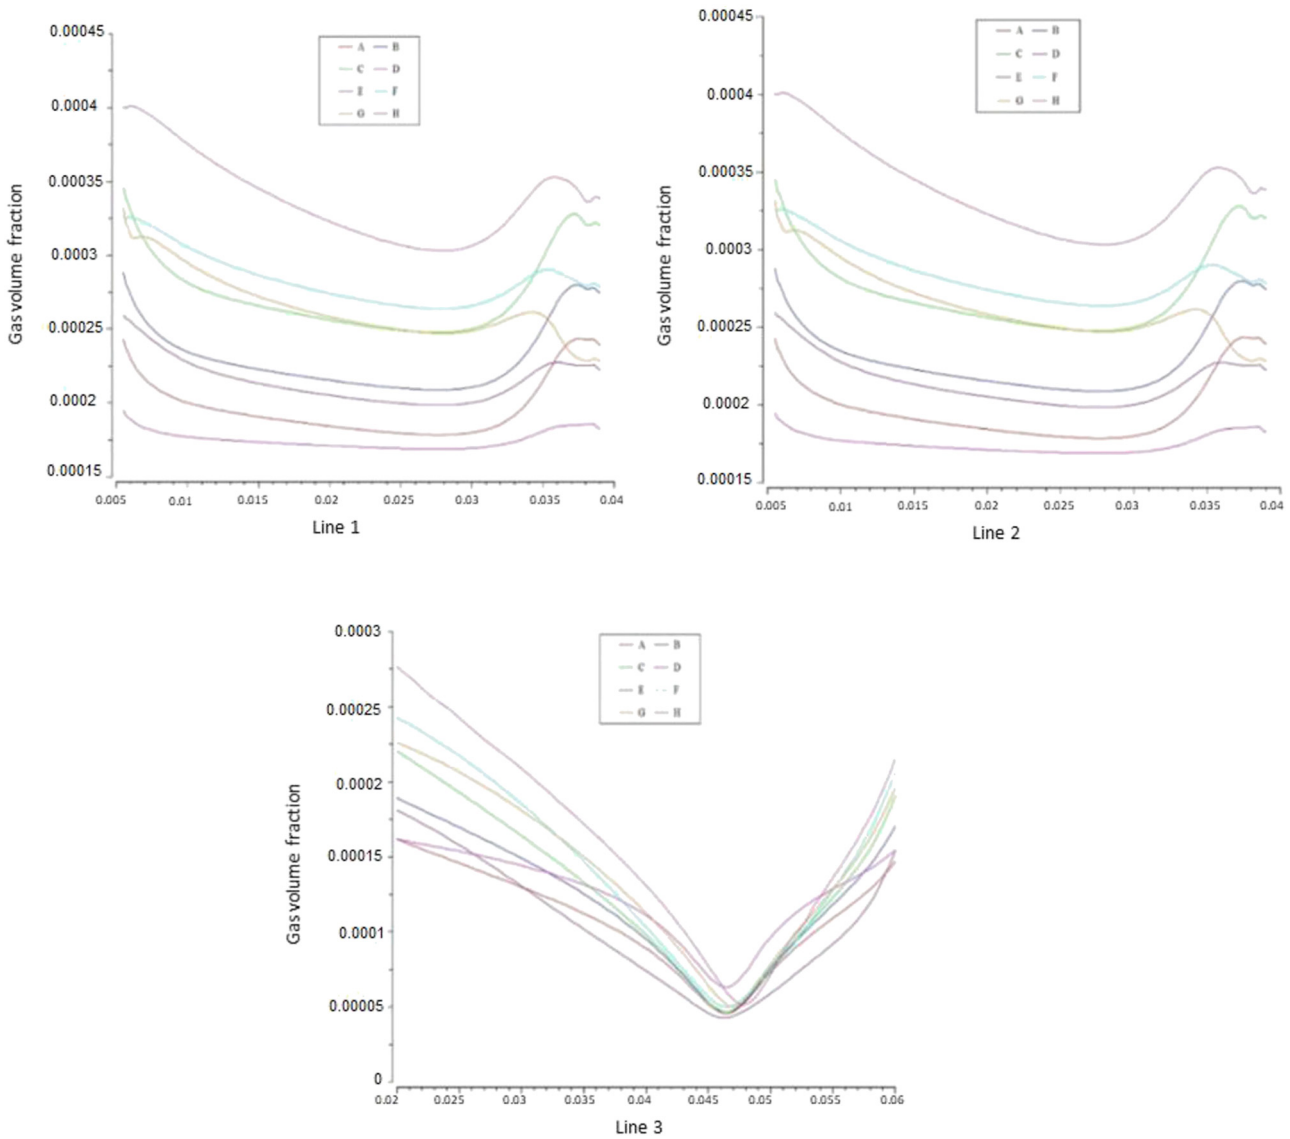 0.00045
0.0004
0.00035
0.0003
0.00025
0.0002
0.00015
Gas volume fraction
A B
C D
E F
G H
0.005 0.01 0.015 0.02 0.025 0.03 0.035 0.04
Line 1
0.00045
0.0004
0.00035
0.0003
0.00025
0.0002
0.00015
Gas volume fraction
A B
C D
E F
G H
0.005 0.01 0.015 0.02 0.025 0.03 0.035 0.04
Line 2
0.0003
0.00025
0.0002
0.00015
0.0001
0.00005
0
Gas volume fraction
A B
C D
E F
G H
0.02 0.025 0.03 0.035 0.04 0.045 0.05 0.055 0.06
Line 3